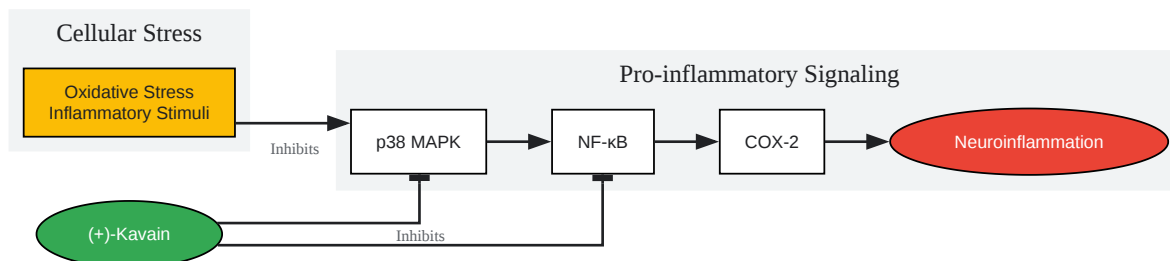 Cellular Stress
Oxidative Stress
Inflammatory Stimuli
Pro-inflammatory Signaling
p38 MAPK
NF-κB
COX-2
Neuroinflammation
Inhibits
(+)-Kavain
Inhibits